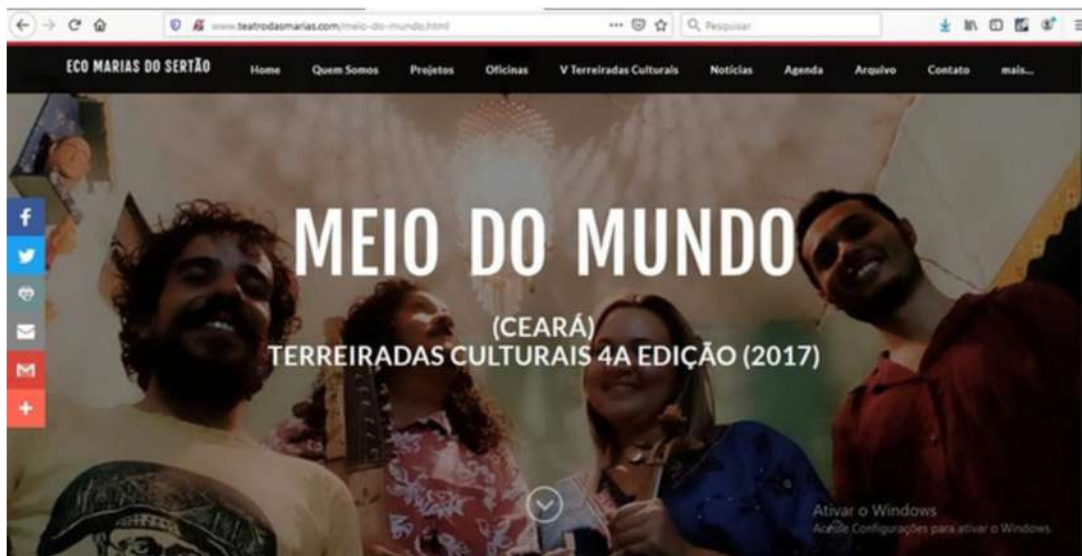 www.teatrodasmarias.com/meio-do-mundo.html
Pesquisar
ECO MARIAS DO SERTÃO
Home
Quem Somos
Projetos
Oficinas
V Terreiradas Culturais
Notícias
Agenda
Arquivo
Contato
mais...
MEIO DO MUNDO
(CEARÁ)
TERREIRADAS CULTURAIS 4A EDIÇÃO (2017)
Ativar o Windows
Acesse Configurações para ativar o Windows.